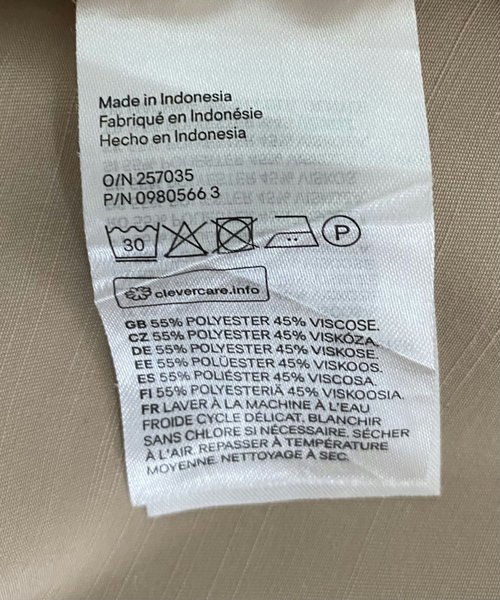 Made in Indonesia
Fabriqué en Indonésie
Hecho en Indonesia
O/N 257035
P/N 0980566 3
30 P
clevercare.info
GB 55% POLYESTER 45% VISCOSE.
CZ 55% POLYESTER 45% VISKÓZA.
DE 55% POLYESTER 45% VISKOSE.
EE 55% POLÜESTER 45% VISKOOS.
ES 55% POLIÉSTER 45% VISCOSA.
FI 55% POLYESTERIÄ 45% VISKOOSIA.
FR LAVER À LA MACHINE À L'EAU
FROIDE CYCLE DÉLICAT. BLANCHIR
SANS CHLORE SI NÉCESSAIRE. SÉCHER
À L'AIR. REPASSER À TEMPÉRATURE
MOYENNE. NETTOYAGE À SEC.